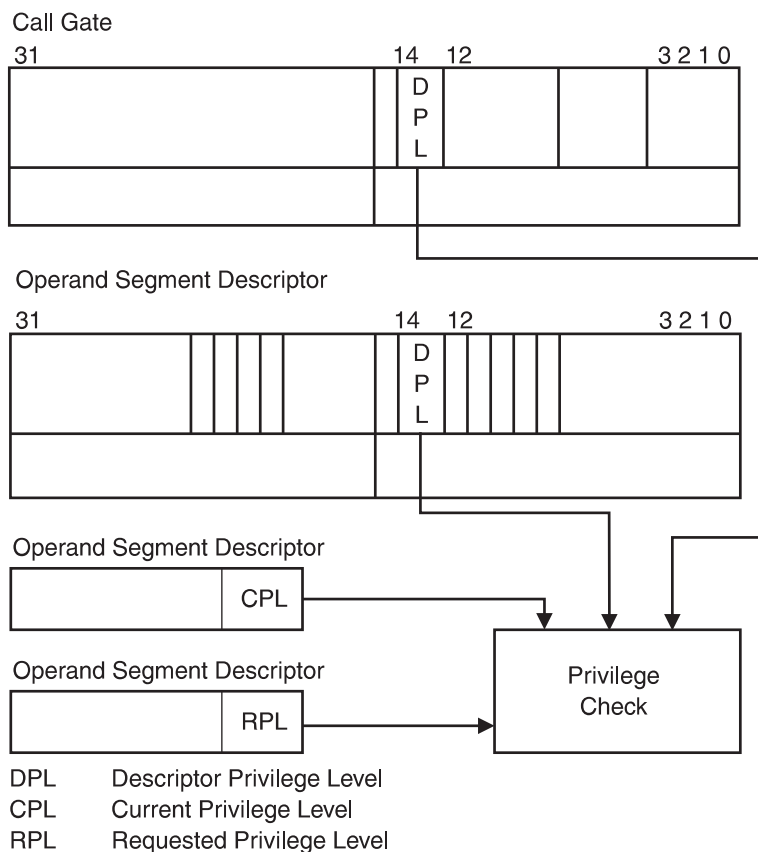 Call Gate
31 14 12 3 2 1 0
D
P
L
Operand Segment Descriptor
31 14 12 3 2 1 0
D
P
L
Operand Segment Descriptor
CPL
Operand Segment Descriptor
RPL
Privilege
Check
DPL Descriptor Privilege Level
CPL Current Privilege Level
RPL Requested Privilege Level